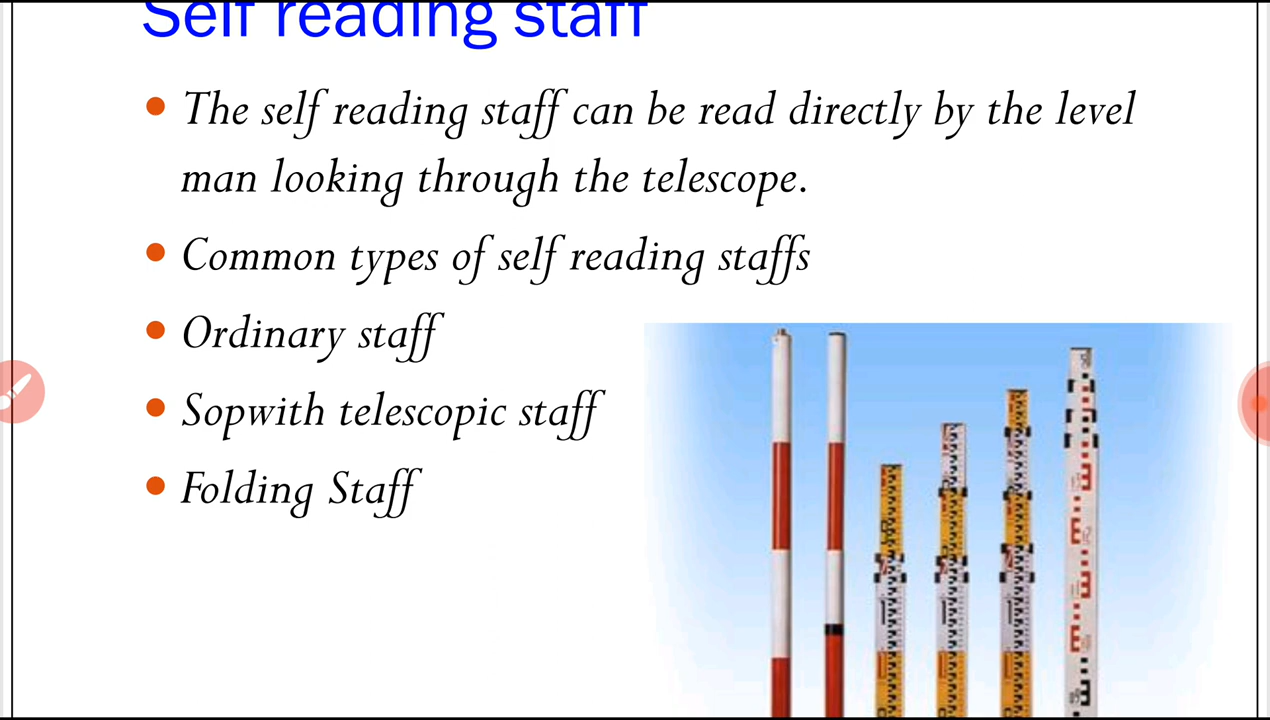 Self reading staff
The self reading staff can be read directly by the level
man looking through the telescope.
Common types of self reading staffs
Ordinary staff
Sopwith telescopic staff
Folding Staff